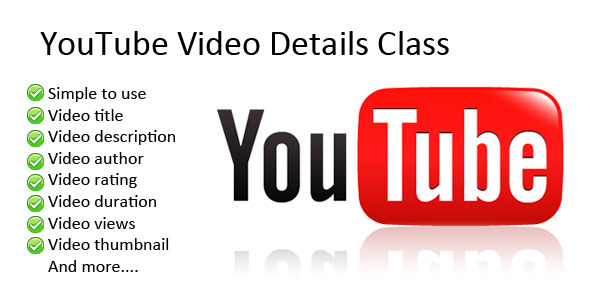 YouTube Video Details Class
Simple to use
Video title
Video description
Video author
Video rating
Video duration
Video views
Video thumbnail
And more....
YouTube